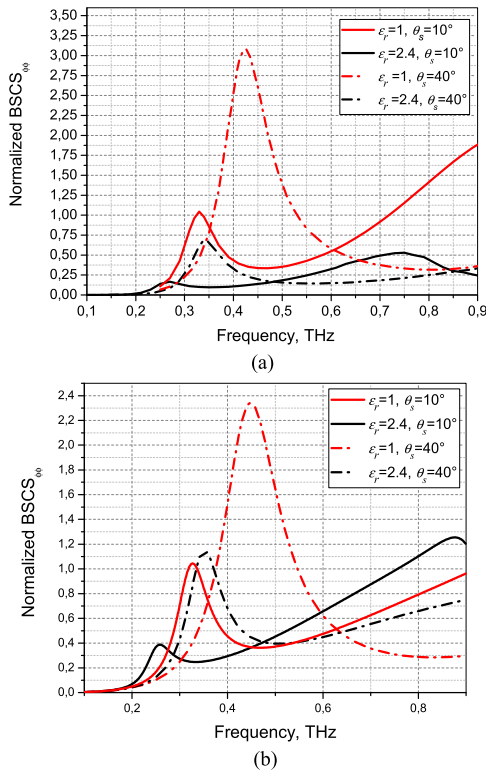 3,50
3,25
3,00
2,75
2,50
2,25
2,00
1,75
1,50
1,25
1,00
0,75
0,50
0,25
0,00
Normalized BSCSϕϕ
εr=1, θs=10°
εr=2.4, θs=10°
εr=1, θs=40°
εr=2.4, θs=40°
0,1 0,2 0,3 0,4 0,5 0,6 0,7 0,8 0,9
Frequency, THz
(a)
2,4
2,2
2,0
1,8
1,6
1,4
1,2
1,0
0,8
0,6
0,4
0,2
0,0
Normalized BSCSϕϕ
εr=1, θs=10°
εr=2.4, θs=10°
εr=1, θs=40°
εr=2.4, θs=40°
0,2 0,4 0,6 0,8
Frequency, THz
(b)